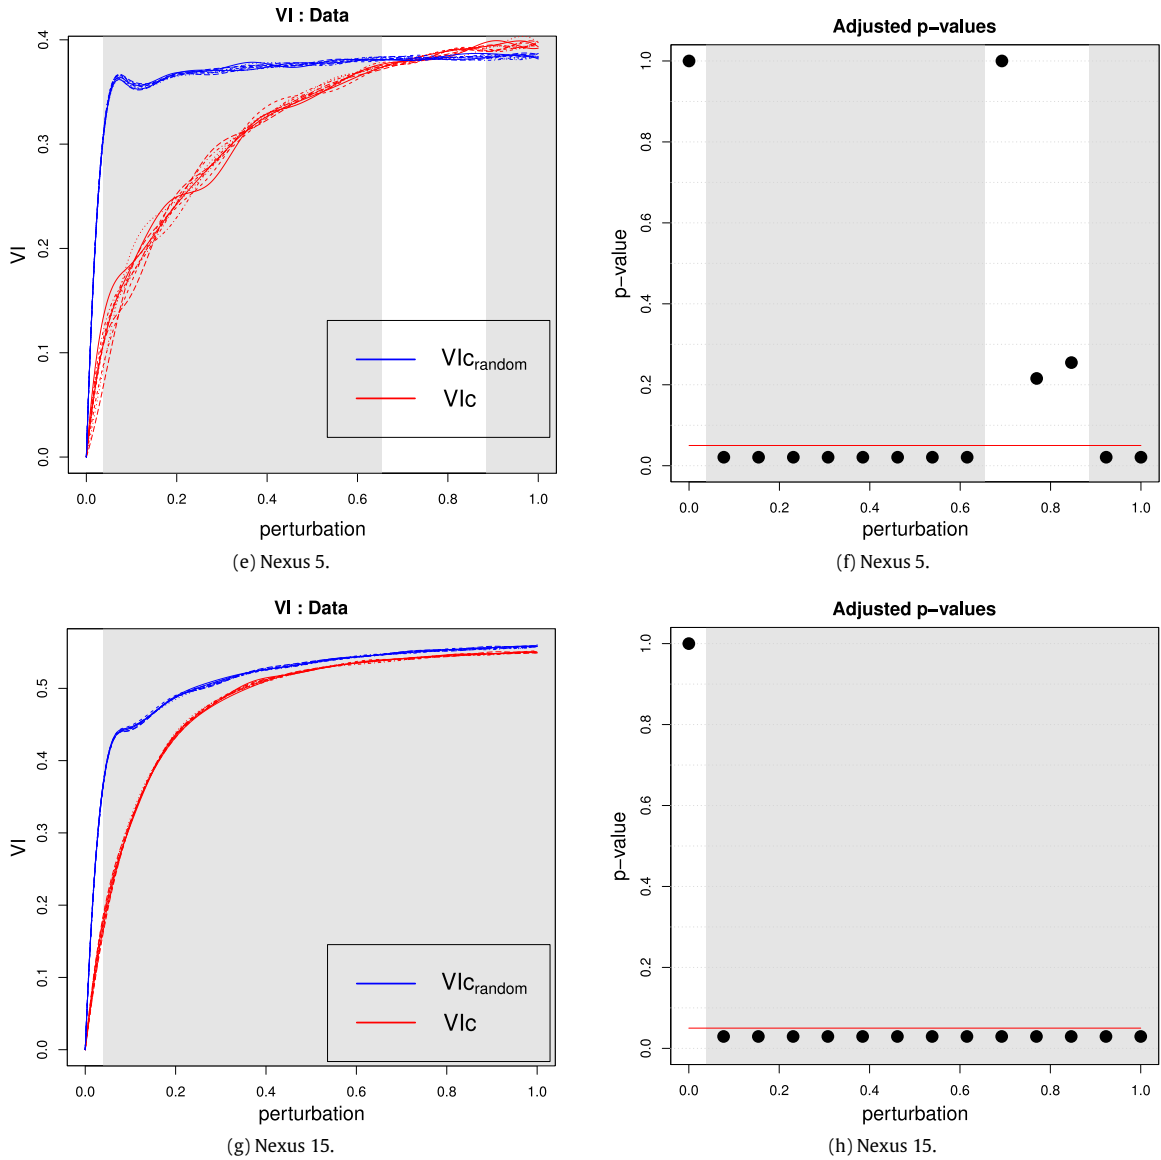 VI : Data
0.4
0.3
0.2
0.1
0.0
VI
VIcrandom
VIc
0.0 0.2 0.4 0.6 0.8 1.0
perturbation
(e) Nexus 5.
Adjusted p−values
1.0
0.8
0.6
0.4
0.2
0.0
p−value
0.0 0.2 0.4 0.6 0.8 1.0
perturbation
(f) Nexus 5.
VI : Data
0.5
0.4
0.3
0.2
0.1
0.0
VI
VIcrandom
VIc
0.0 0.2 0.4 0.6 0.8 1.0
perturbation
(g) Nexus 15.
Adjusted p−values
1.0
0.8
0.6
0.4
0.2
0.0
p−value
0.0 0.2 0.4 0.6 0.8 1.0
perturbation
(h) Nexus 15.